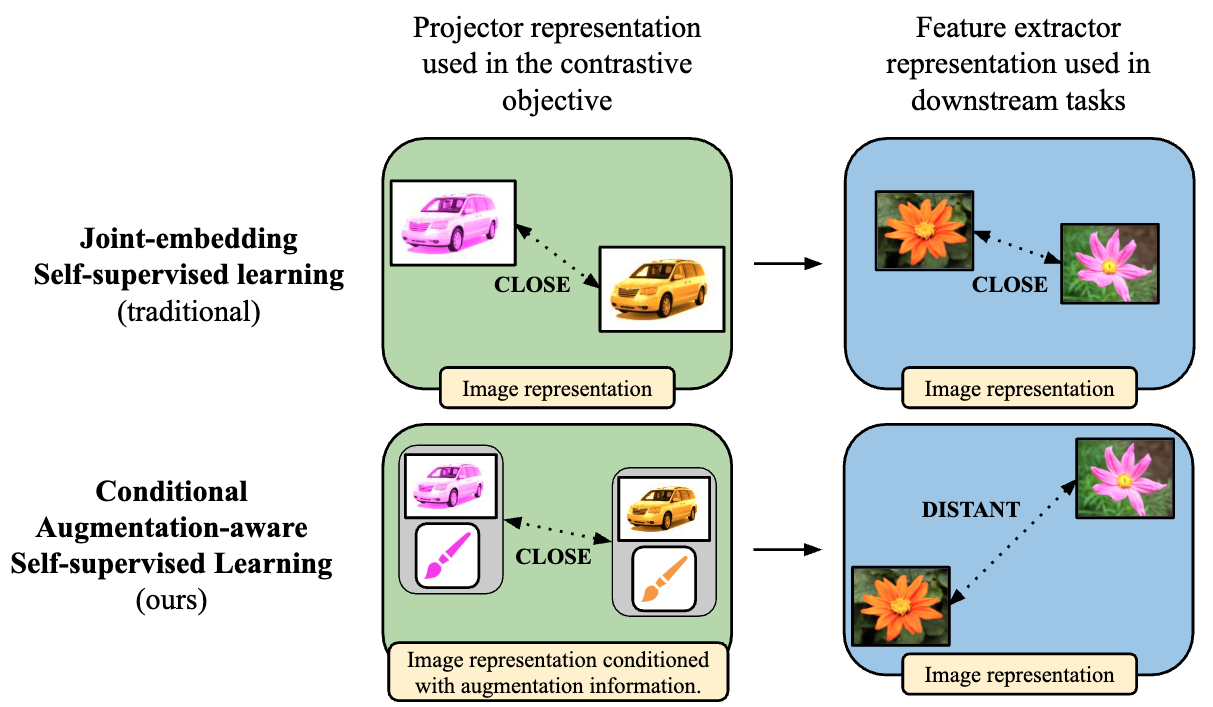 Projector representation
used in the contrastive
objective
Feature extractor
representation used in
downstream tasks
Joint-embedding
Self-supervised learning
(traditional)
CLOSE
Image representation
CLOSE
Image representation
Conditional
Augmentation-aware
Self-supervised Learning
(ours)
CLOSE
Image representation conditioned
with augmentation information.
DISTANT
Image representation